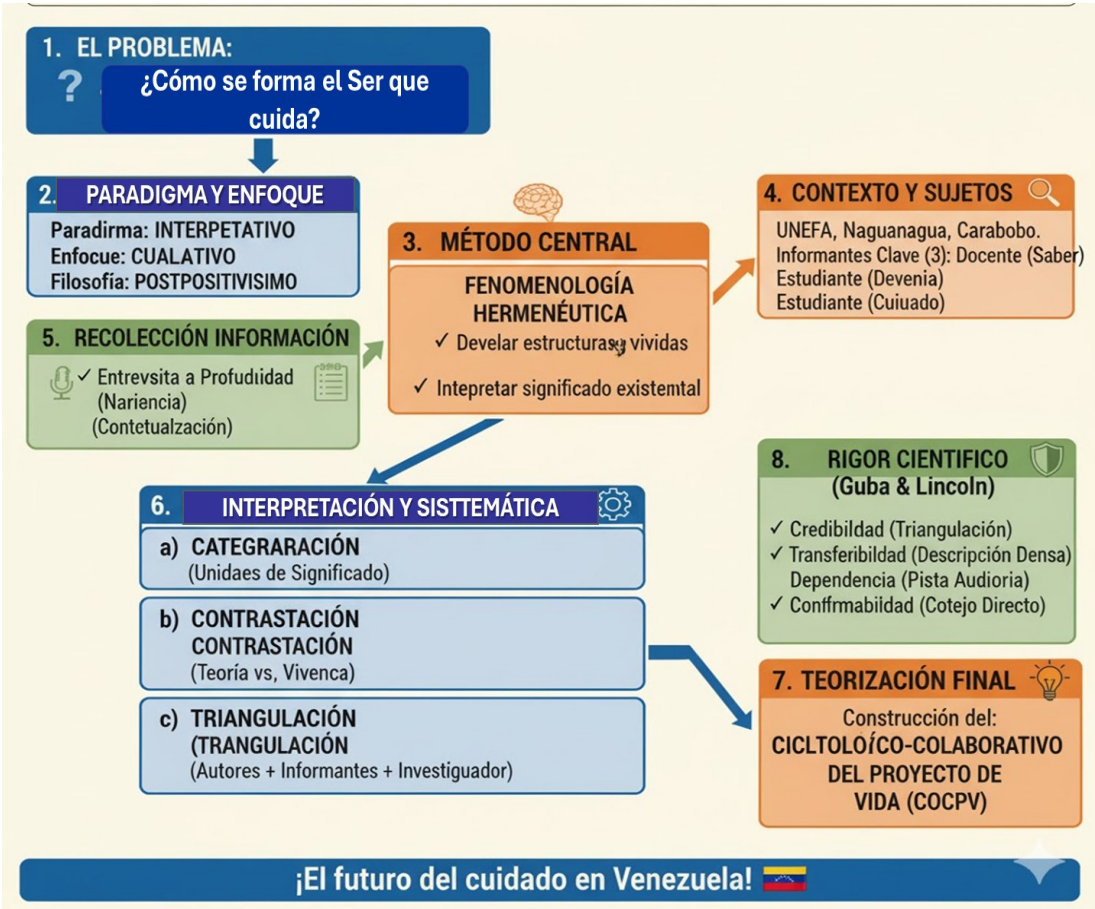 1. EL PROBLEMA:
?
¿Cómo se forma el Ser que
cuida?
2. PARADIGMA Y ENFOQUE
Paradirma: INTERPETATIVO
Enfocue: CUALATIVO
Filosofía: POSTPOSITIVISIMO
3. MÉTODO CENTRAL
FENOMENOLOGÍA
HERMENÉUTICA
✓ Develar estructurasy vividas
✓ Intepretar significado existemtal
4. CONTEXTO Y SUJETOS
UNEFA, Naguanagua, Carabobo.
Informantes Clave (3): Docente (Saber)
Estudiante (Devenia)
Estudiante (Cuiuado)
5. RECOLECCIÓN INFORMACIÓN
✓ Entrevsita a Profudıidad
(Nariencia)
(Contetualzación)
6. INTERPRETACIÓN Y SISTTEMÁTICA
a) CATEGRARACIÓN
(Unidaes de Significado)
b) CONTRASTACIÓN
CONTRASTACIÓN
(Teoría vs, Vivenca)
c) TRIANGULACIÓN
(TRANGULACIÓN
(Autores + Informantes + Investiguador)
8. RIGOR CIENTIFICO
(Guba & Lincoln)
✓ Credibildad (Triangulación)
✓ Transferibildad (Descripción Densa)
Dependencia (Pista Audioria)
✓ Conffrmabildad (Cotejo Directo)
7. TEORIZACIÓN FINAL
Construcción del:
CICLTOLOÍCO-COLABORATIVO
DEL PROYECTO DE
VIDA (COCPV)
¡El futuro del cuidado en Venezuela!